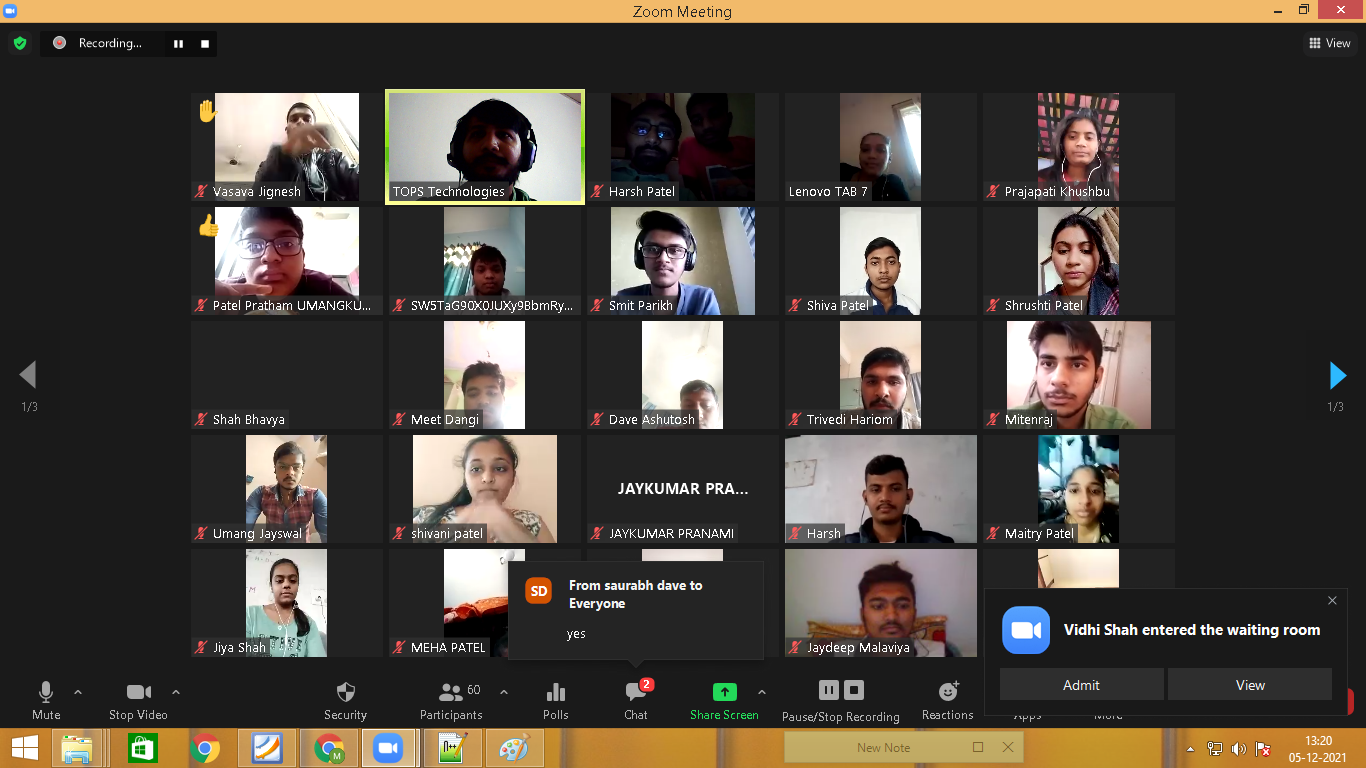 Zoom Meeting
Recording...
View
Vasava Jignesh
TOPS Technologies
Harsh Patel
Lenovo TAB 7
Prajapati Khushbu
Patel Pratham UMANGKU...
SW5TaG90X0JUXy9BbmRy...
Smit Parikh
Shiva Patel
Shrushti Patel
1/3
1/3
Shah Bhavya
Meet Dangi
Dave Ashutosh
Trivedi Hariom
Mitenraj
JAYKUMAR PRA...
Umang Jayswal
shivani patel
JAYKUMAR PRANAMI
Harsh
Maitry Patel
SD
From saurabh dave to
Everyone
yes
Vidhi Shah entered the waiting room
Admit
View
Jiya Shah
MEHA PATEL
Jaydeep Malaviya
60
2
Mute
Stop Video
Security
Participants
Polls
Chat
Share Screen
Pause/Stop Recording
Reactions
Apps
More
M
n++
New Note
13:20
05-12-2021